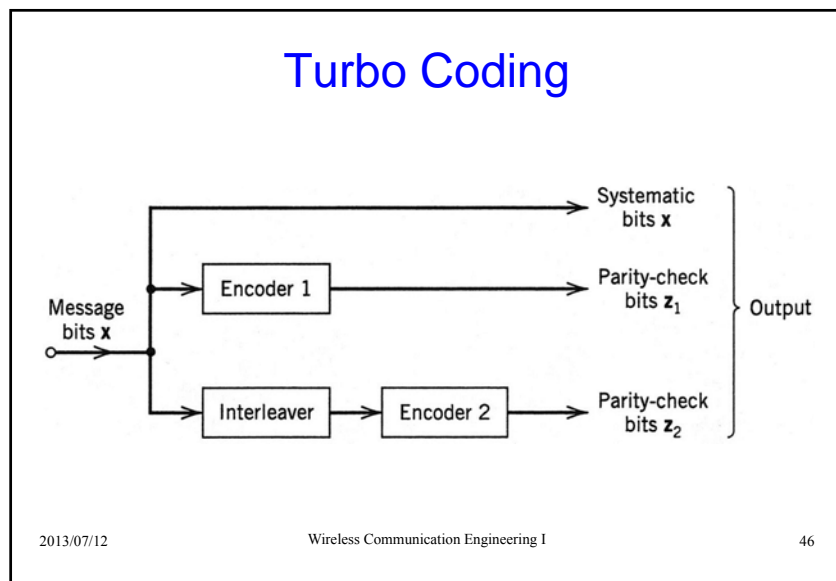 Turbo Coding
Systematic
bits x
Encoder 1
Parity-check
bits z₁
Message
bits x
Output
Interleaver
Encoder 2
Parity-check
bits z₂
2013/07/12
Wireless Communication Engineering I
46